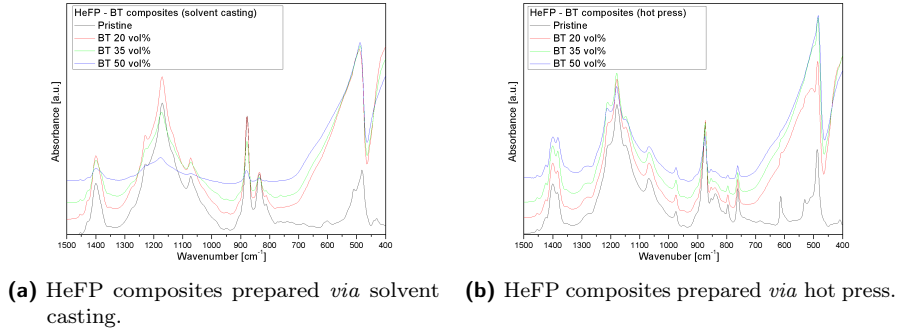 HeFP - BT composites (solvent casting)
Pristine
BT 20 vol%
BT 35 vol%
BT 50 vol%
Absorbance [a.u.]
1500 1400 1300 1200 1100 1000 900 800 700 600 500 400
Wavenumber [cm⁻¹]
(a) HeFP composites prepared via solvent
casting.
HeFP - BT composites (hot press)
Pristine
BT 20 vol%
BT 35 vol%
BT 50 vol%
Absorbance [a.u.]
1500 1400 1300 1200 1100 1000 900 800 700 600 500 400
Wavenumber [cm⁻¹]
(b) HeFP composites prepared via hot press.